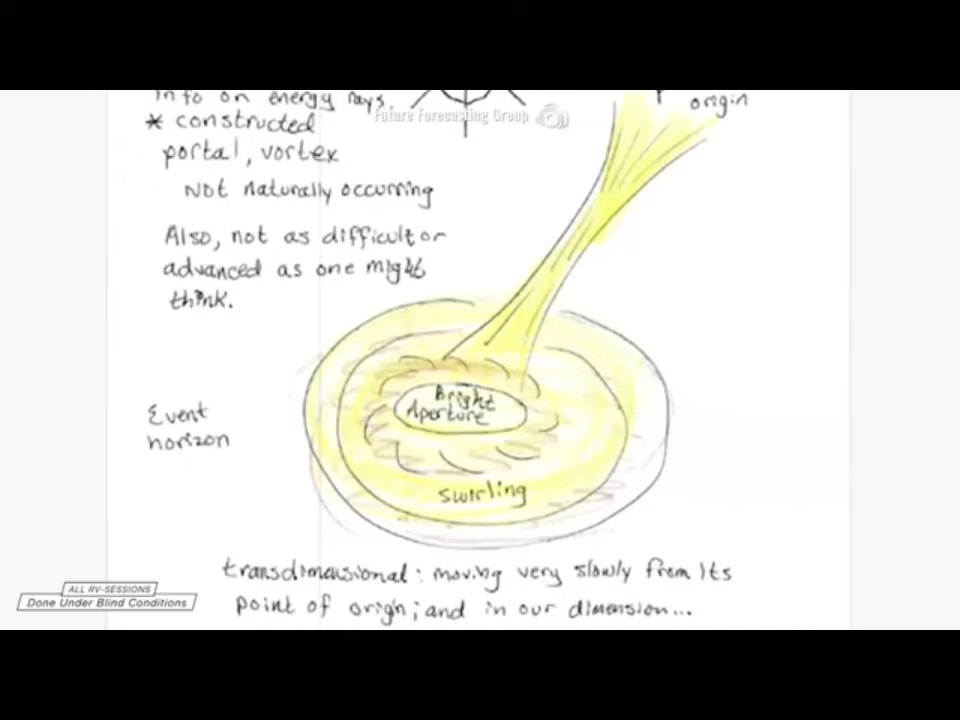 info on energy rays.
origin
Future Forecasting Group
* constructed
portal, vortex
Not naturally occurring
Also, not as difficult or
advanced as one might
think.
Bright
Aperture
Event
horizon
swirling
transdimensional: moving very slowly from its
point of origin; and in our dimension...
ALL RV-SESSIONS
Done Under Blind Conditions